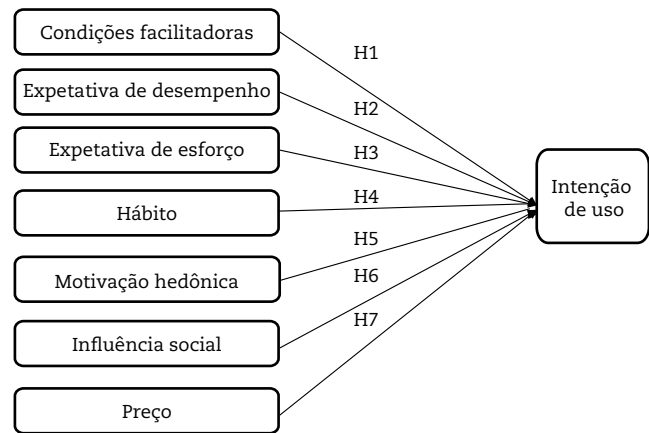 Condições facilitadoras
H1
Expetativa de desempenho
H2
Expetativa de esforço
H3
Hábito
H4
Intenção
de uso
H5
Motivação hedônica
H6
Influência social
H7
Preço